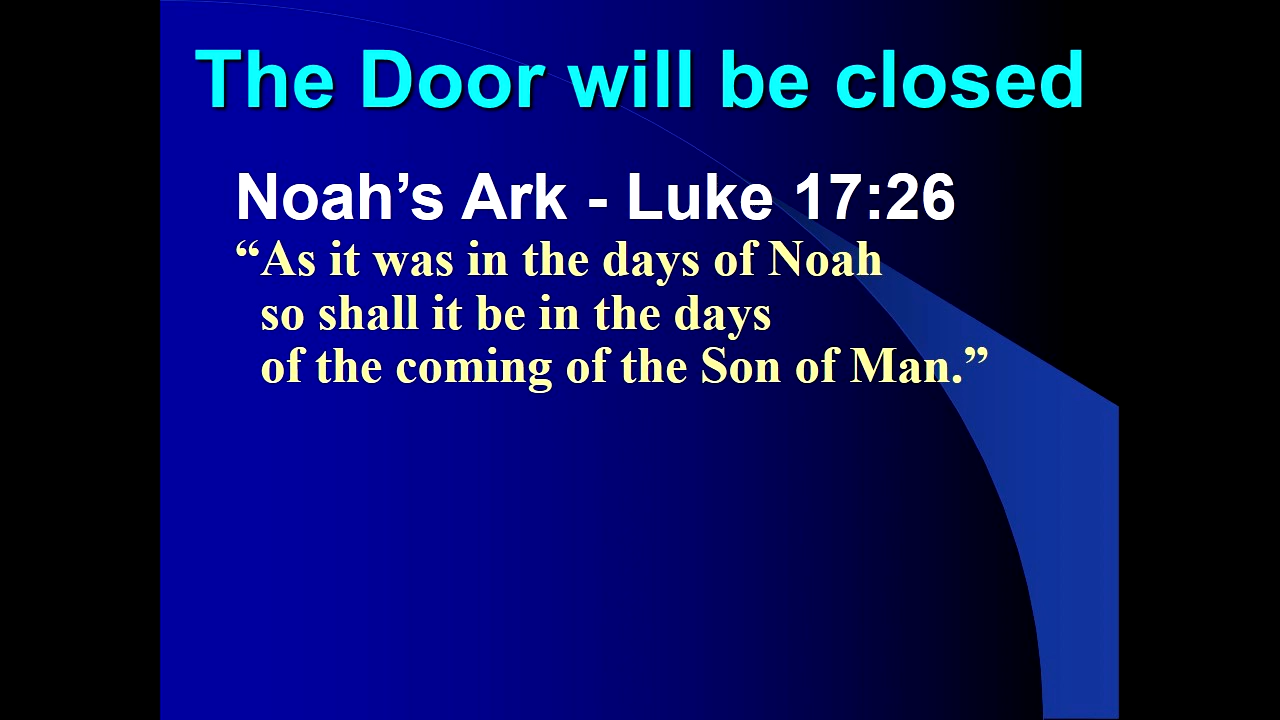 The Door will be closed
Noah’s Ark - Luke 17:26
“As it was in the days of Noah
so shall it be in the days
of the coming of the Son of Man.”